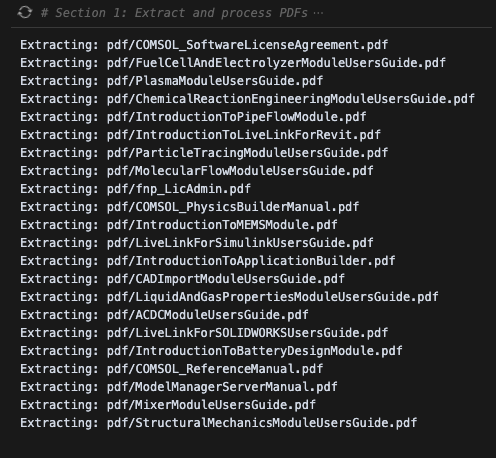 # Section 1: Extract and process PDFs ...
Extracting: pdf/COMSOL_SoftwareLicenseAgreement.pdf
Extracting: pdf/FuelCellAndElectrolyzerModuleUsersGuide.pdf
Extracting: pdf/PlasmaModuleUsersGuide.pdf
Extracting: pdf/ChemicalReactionEngineeringModuleUsersGuide.pdf
Extracting: pdf/IntroductionToPipeFlowModule.pdf
Extracting: pdf/IntroductionToLiveLinkForRevit.pdf
Extracting: pdf/ParticleTracingModuleUsersGuide.pdf
Extracting: pdf/MolecularFlowModuleUsersGuide.pdf
Extracting: pdf/fnp_LicAdmin.pdf
Extracting: pdf/COMSOL_PhysicsBuilderManual.pdf
Extracting: pdf/IntroductionToMEMSModule.pdf
Extracting: pdf/LiveLinkForSimulinkUsersGuide.pdf
Extracting: pdf/IntroductionToApplicationBuilder.pdf
Extracting: pdf/CADImportModuleUsersGuide.pdf
Extracting: pdf/LiquidAndGasPropertiesModuleUsersGuide.pdf
Extracting: pdf/ACDCModuleUsersGuide.pdf
Extracting: pdf/LiveLinkForSOLIDWORKSUsersGuide.pdf
Extracting: pdf/IntroductionToBatteryDesignModule.pdf
Extracting: pdf/COMSOL_ReferenceManual.pdf
Extracting: pdf/ModelManagerServerManual.pdf
Extracting: pdf/MixerModuleUsersGuide.pdf
Extracting: pdf/StructuralMechanicsModuleUsersGuide.pdf